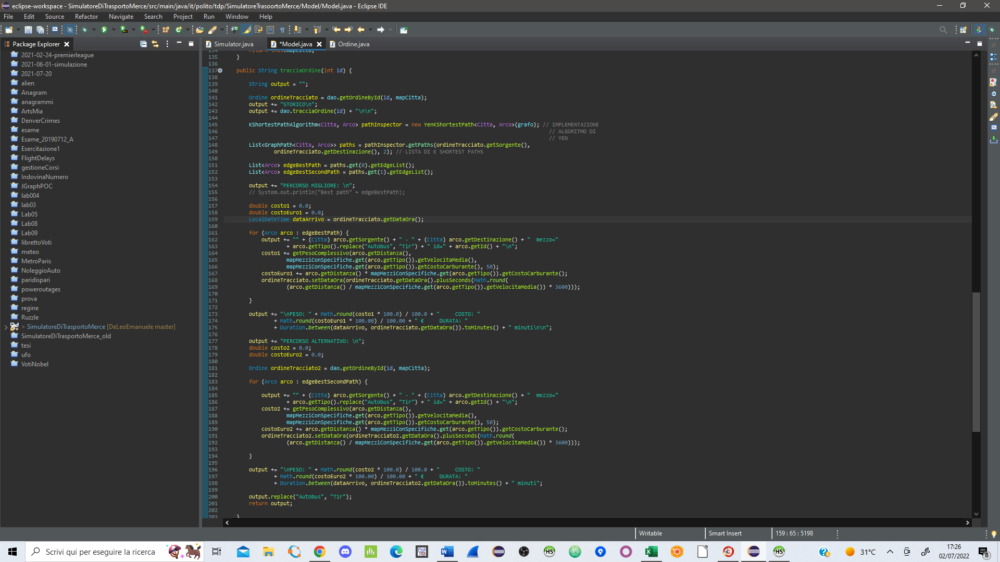 eclipse-workspace - SimulatoreDiTrasportoMerce/src/main/java/it/polito/tdp/SimulatoreTrasoortoMerce/Model/Model.java - Eclipse IDE
File Edit Source Refactor Navigate Search Project Run Window Help
Package Explorer
Simulator.java *Model.java Ordine.java
2021-02-24-premierleague
2021-06-01-simulazione
2021-07-20
alien
Anagram
anagrammi
ArtsMia
DenverCrimes
esame
Esame_20190712_A
Esercitazione1
FlightDelays
gestioneCorsi
IndovinaNumero
JGraphPOC
lab004
lab03
Lab05
Lab08
Lab09
librettoVoti
meteo
MetroParis
NoleggioAuto
paridispari
poweroutages
prova
regine
Ruzzle
> SimulatoreDiTrasportoMerce [DeLeoEmanuele master]
SimulatoreDiTrasportoMerce_old
tesi
ufo
VotiNobel
134 return this.mapCitta;
135 }
136
137 public String tracciaOrdine(int id) {
138
139 String output = "";
140
141 Ordine ordineTracciato = dao.getOrdineById(id, mapCitta);
142 output += "STORICO\n";
143 output += dao.tracciaOrdine(id) + "\n\n";
144
145 KShortestPathAlgorithm<Citta, Arco> pathInspector = new YenKShortestPath<Citta, Arco>(grafo); // IMPLEMENTAZIONE
146 // ALGORITMO DI
147 // YEN
148 List<GraphPath<Citta, Arco>> paths = pathInspector.getPaths(ordineTracciato.getSorgente(),
149 ordineTracciato.getDestinazione(), 2); // LISTA DI K SHORTEST PATHS
150
151 List<Arco> edgeBestPath = paths.get(0).getEdgeList();
152 List<Arco> edgeBestSecondPath = paths.get(1).getEdgeList();
153
154 output += "PERCORSO MIGLIORE: \n";
155 // System.out.println("Best path" + edgeBestPath);
156
157 double costo1 = 0.0;
158 double costoEuro1 = 0.0;
159 LocalDateTime dataArrivo = ordineTracciato.getDataOra();
160
161 for (Arco arco : edgeBestPath) {
162 output += "" + (Citta) arco.getSorgente() + " - " + (Citta) arco.getDestinazione() + "  mezzo="
163 + arco.getTipo().replace("Autobus", "Tir") + " id=" + arco.getId() + "\n";
164 costo1 += getPesoComplessivo(arco.getDistanza(),
165 mapMezziConSpecifiche.get(arco.getTipo()).getVelocitaMedia(),
166 mapMezziConSpecifiche.get(arco.getTipo()).getCostoCarburante(), 50);
167 costoEuro1 += arco.getDistanza() * mapMezziConSpecifiche.get(arco.getTipo()).getCostoCarburante();
168 ordineTracciato.setDataOra(ordineTracciato.getDataOra().plusSeconds(Math.round(
169 (arco.getDistanza() / mapMezziConSpecifiche.get(arco.getTipo()).getVelocitaMedia()) * 3600)));
170
171 }
172
173 output += "\nPESO: " + Math.round(costo1 * 100.0) / 100.0 + "     COSTO: "
174 + Math.round(costoEuro1 * 100.00) / 100.00 + " €     DURATA: "
175 + Duration.between(dataArrivo, ordineTracciato.getDataOra()).toMinutes() + " minuti\n\n";
176
177 output += "PERCORSO ALTERNATIVO: \n";
178 double costo2 = 0.0;
179 double costoEuro2 = 0.0;
180
181 Ordine ordineTracciato2 = dao.getOrdineById(id, mapCitta);
182
183 for (Arco arco : edgeBestSecondPath) {
184
185 output += "" + (Citta) arco.getSorgente() + " - " + (Citta) arco.getDestinazione() + "  mezzo="
186 + arco.getTipo().replace("Autobus", "Tir") + " id=" + arco.getId() + "\n";
187 costo2 += getPesoComplessivo(arco.getDistanza(),
188 mapMezziConSpecifiche.get(arco.getTipo()).getVelocitaMedia(),
189 mapMezziConSpecifiche.get(arco.getTipo()).getCostoCarburante(), 50);
190 costoEuro2 += arco.getDistanza() * mapMezziConSpecifiche.get(arco.getTipo()).getCostoCarburante();
191 ordineTracciato2.setDataOra(ordineTracciato2.getDataOra().plusSeconds(Math.round(
192 (arco.getDistanza() / mapMezziConSpecifiche.get(arco.getTipo()).getVelocitaMedia()) * 3600)));
193
194 }
195
196 output += "\nPESO: " + Math.round(costo2 * 100.0) / 100.0 + "     COSTO: "
197 + Math.round(costoEuro2 * 100.00) / 100.00 + " €     DURATA: "
198 + Duration.between(dataArrivo, ordineTracciato2.getDataOra()).toMinutes() + " minuti";
199
200 output.replace("Autobus", "Tir");
201 return output;
202
203 }
Writable Smart Insert 159 : 65 : 5198
Scrivi qui per eseguire la ricerca
31°C
17:26
02/07/2022
8